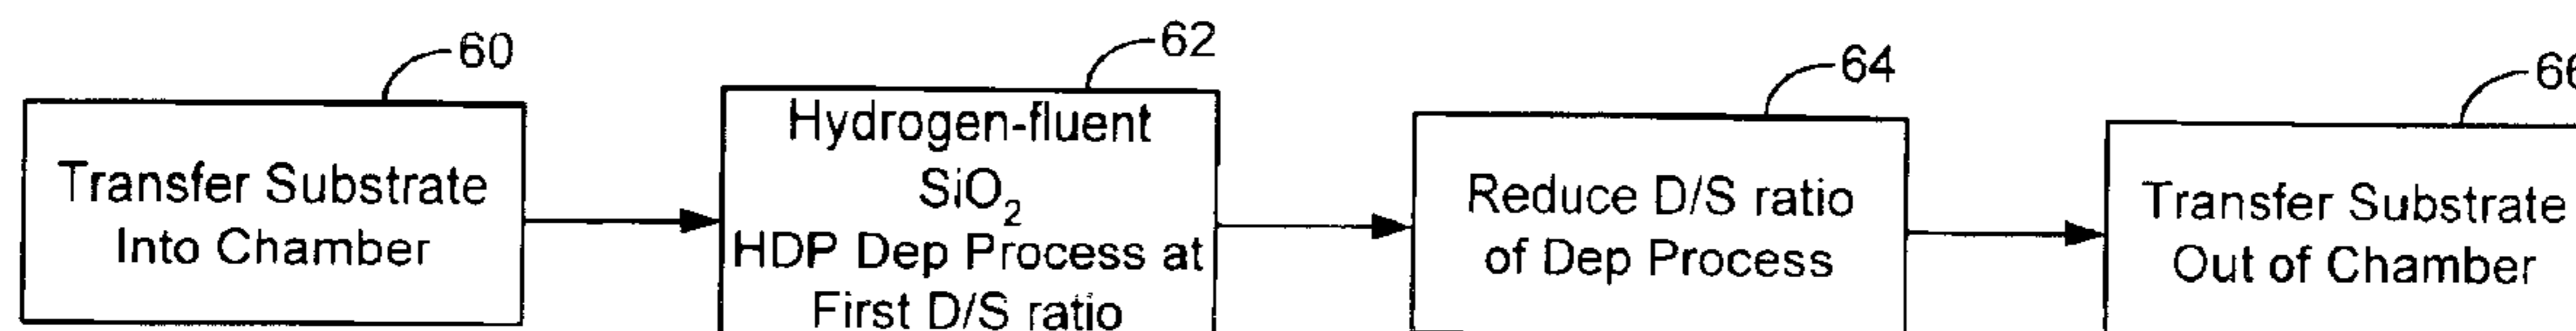 60
Transfer Substrate
Into Chamber
62
Hydrogen-fluent
SiO₂
HDP Dep Process at
First D/S ratio
64
Reduce D/S ratio
of Dep Process
66
Transfer Substrate
Out of Chamber